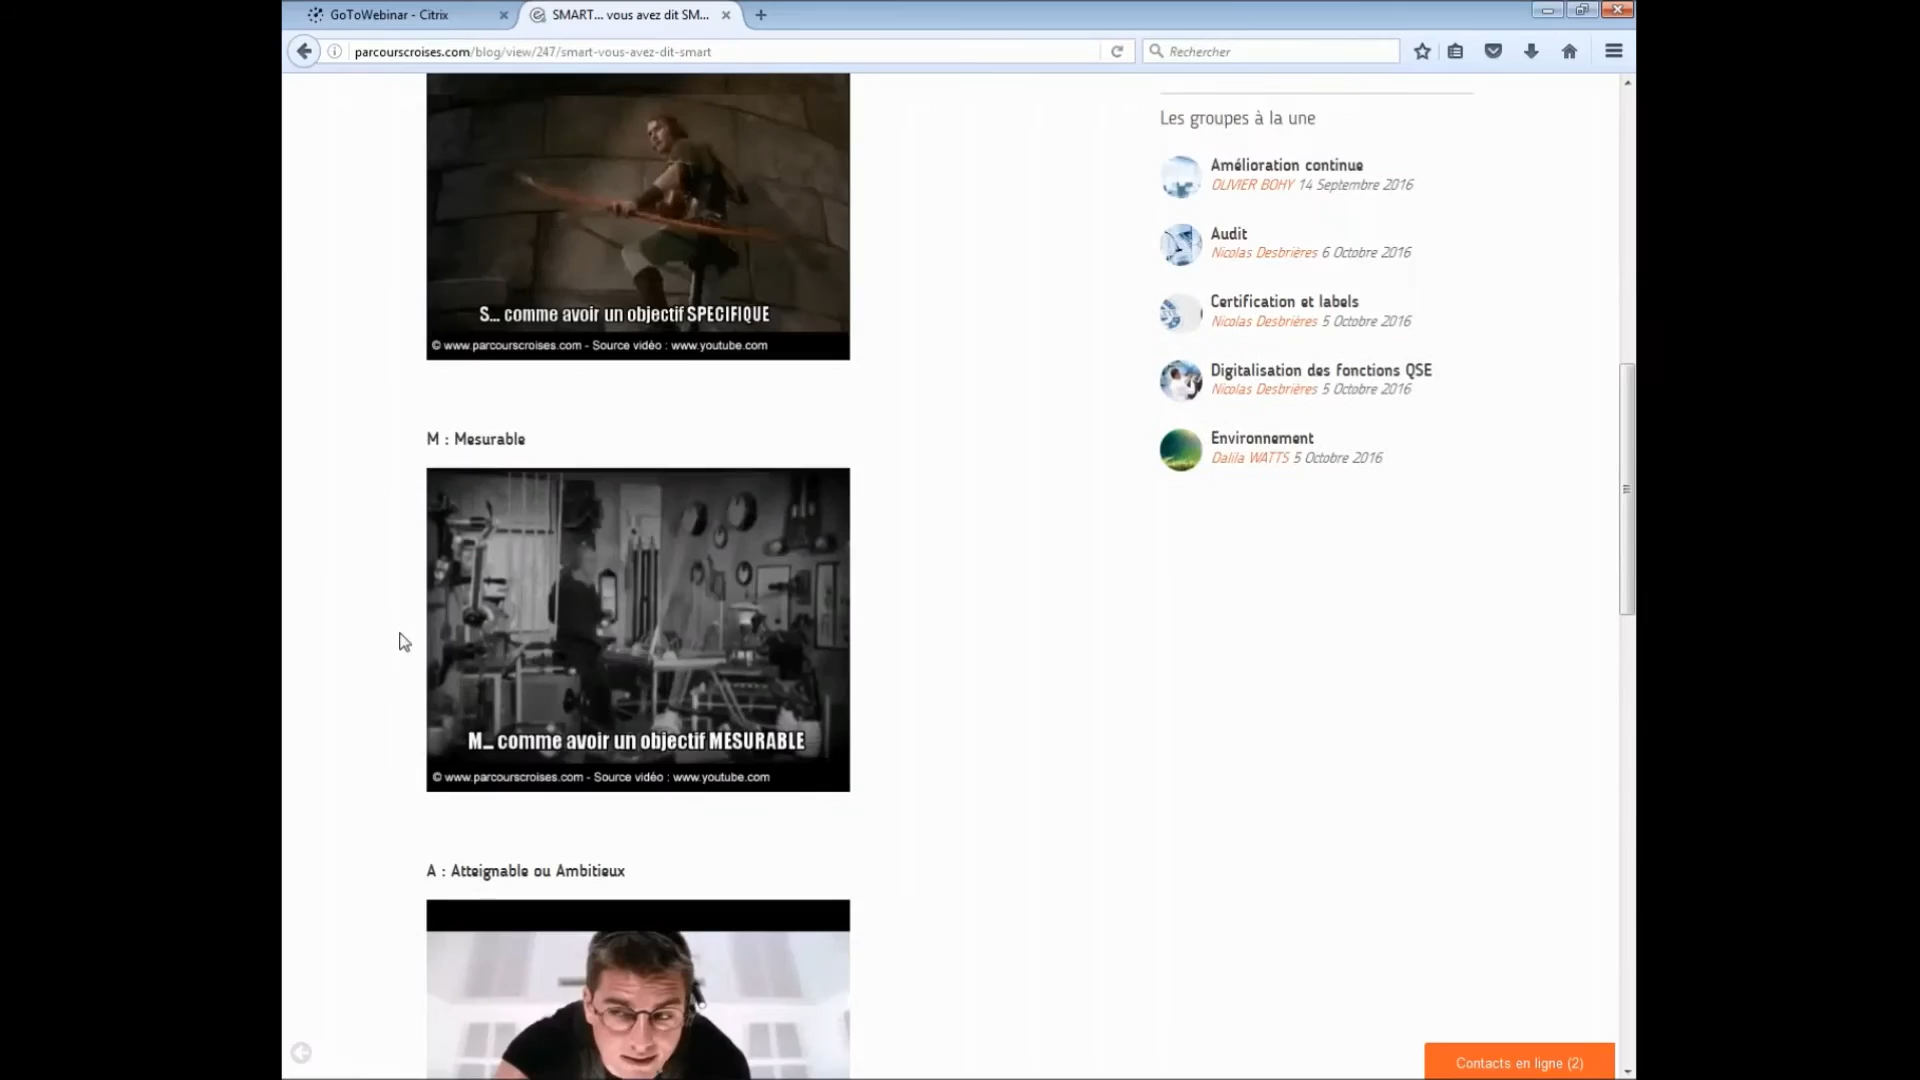 GoToWebinar - Citrix
SMART... vous avez dit SM...
parcourscroises.com/blog/view/247/smart-vous-avez-dit-smart
Rechercher
S... comme avoir un objectif SPECIFIQUE
© www.parcourscroises.com - Source vidéo : www.youtube.com
M : Mesurable
M... comme avoir un objectif MESURABLE
© www.parcourscroises.com - Source vidéo : www.youtube.com
A : Atteignable ou Ambitieux
Les groupes à la une
Amélioration continue
OLIVIER BOHY 14 Septembre 2016
Audit
Nicolas Desbrières 6 Octobre 2016
Certification et labels
Nicolas Desbrières 5 Octobre 2016
Digitalisation des fonctions QSE
Nicolas Desbrières 5 Octobre 2016
Environnement
Dalila WATTS 5 Octobre 2016
Contacts en ligne (2)